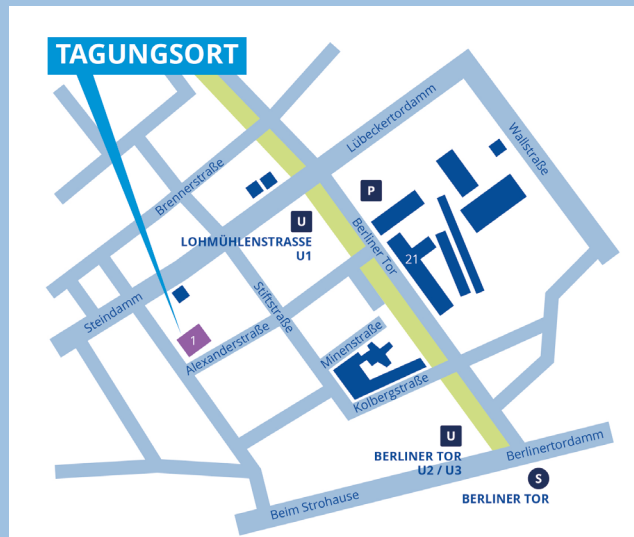 TAGUNGSORT
Lübeckertordamm
Wallstraße
Brennerstraße
P
U
LOHMÜHLENSTRASSE
U1
Berliner Tor
21
Steindamm
Stiftstraße
7
Alexanderstraße
Minenstraße
Kolbergstraße
U
BERLINER TOR
U2 / U3
Berlinertordamm
S
BERLINER TOR
Beim Strohause